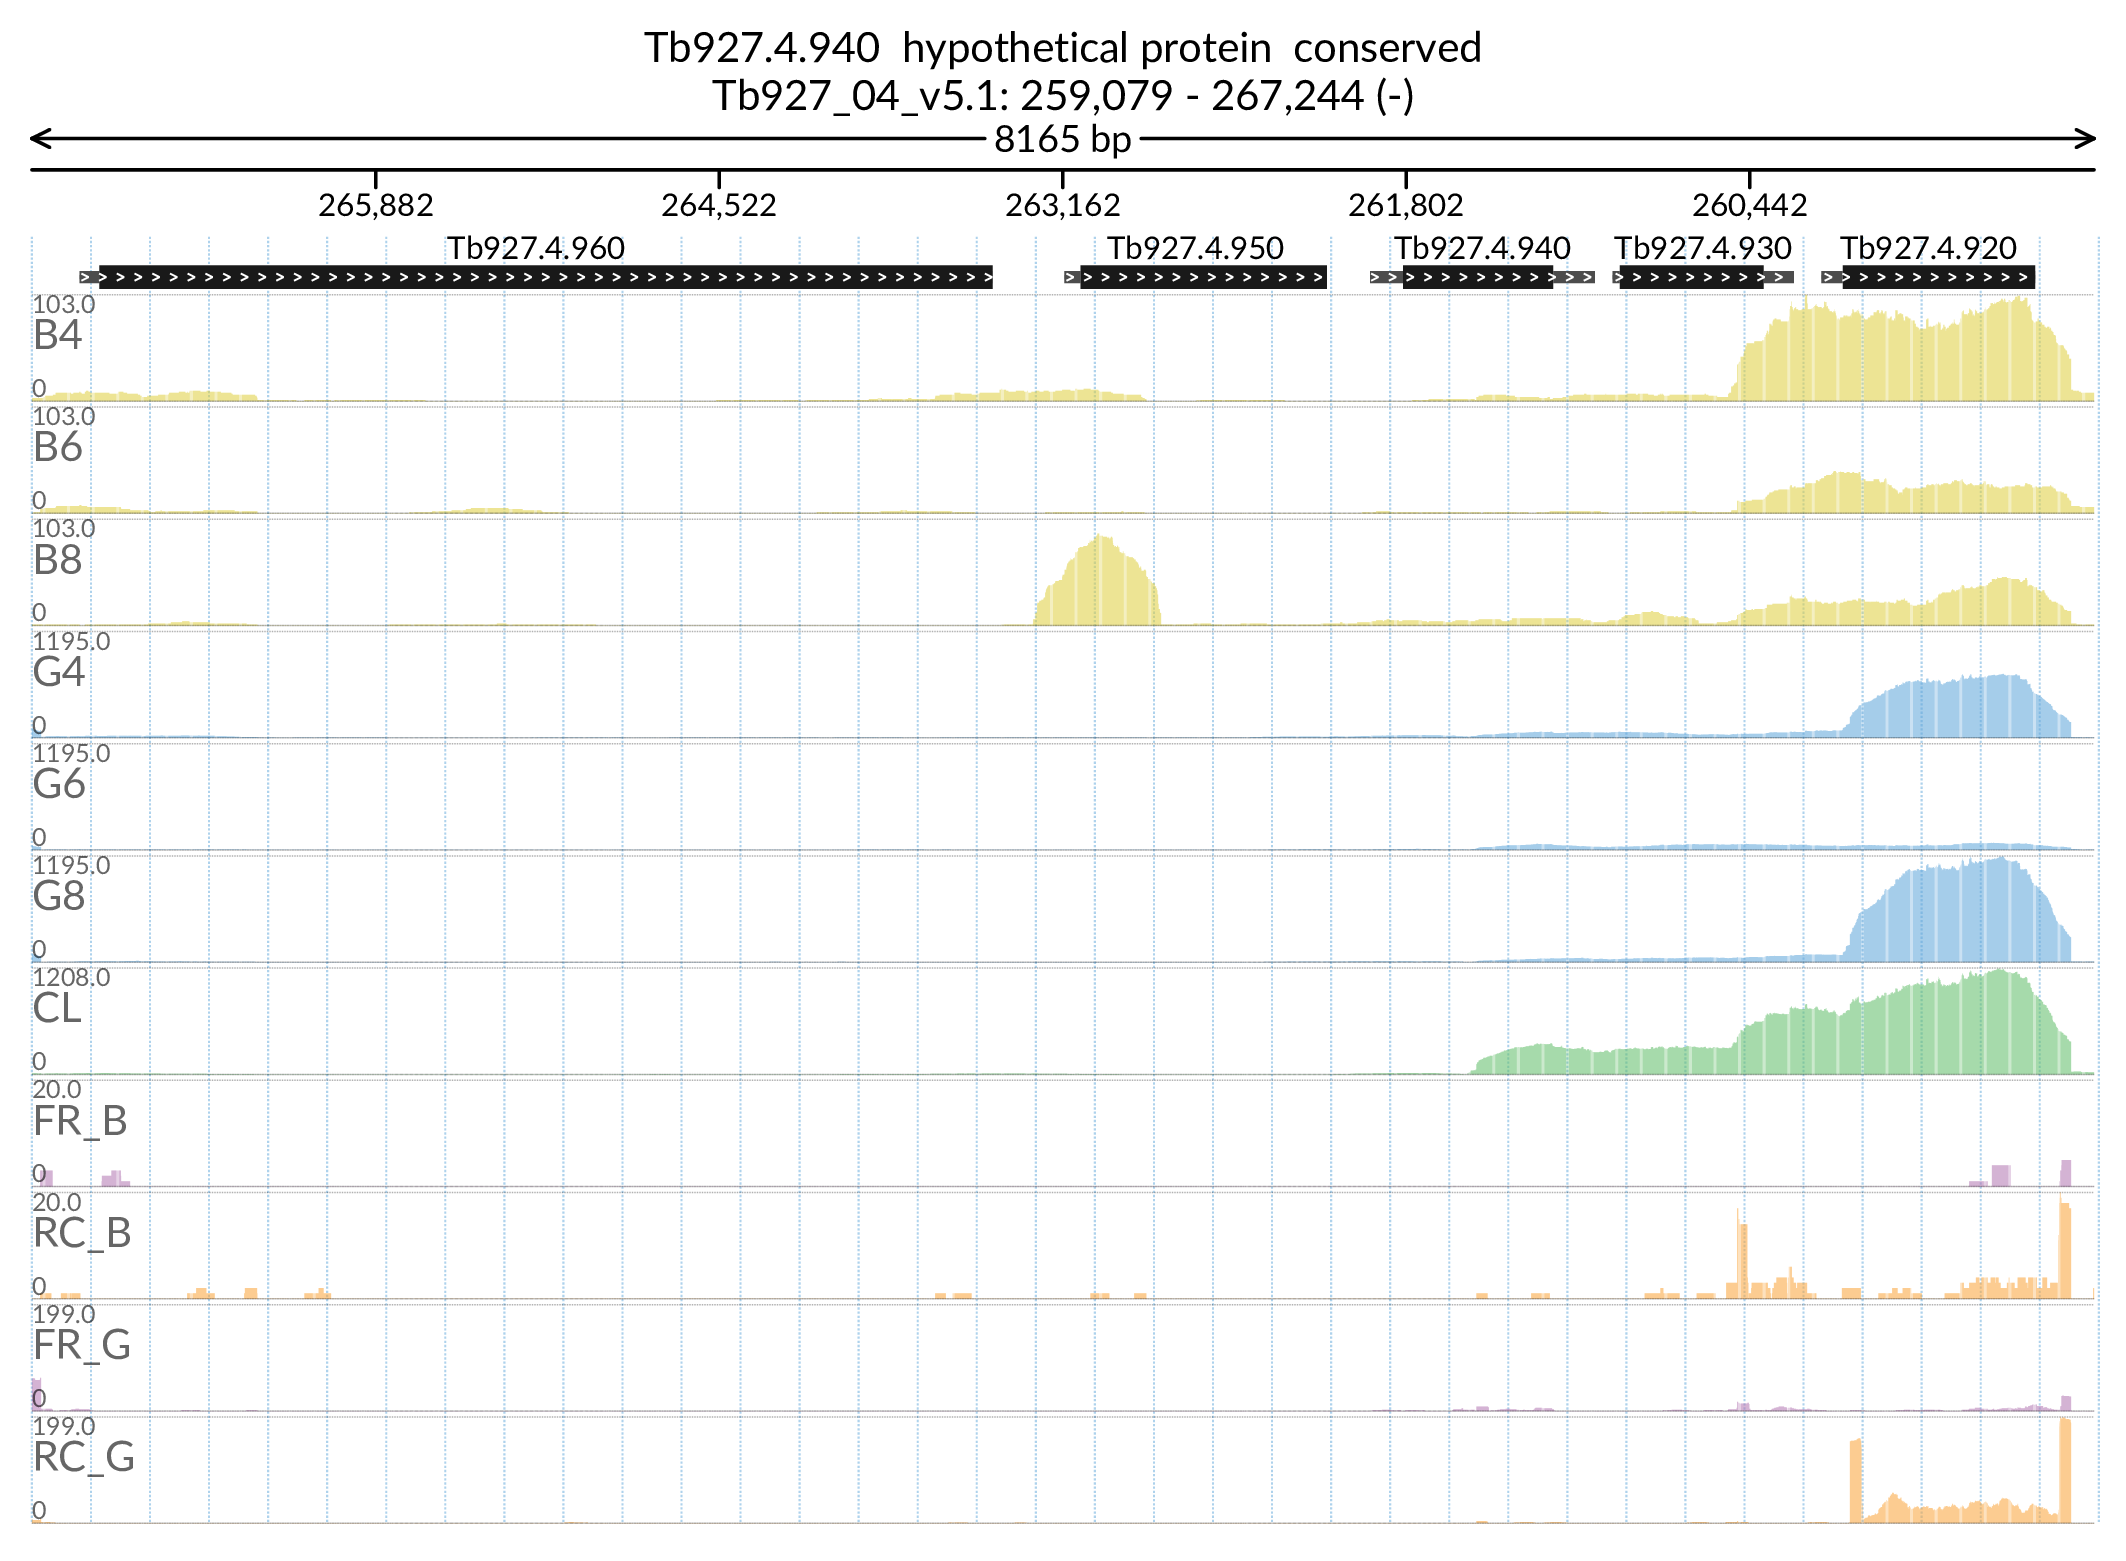 Tb927.4.940  hypothetical protein  conserved
Tb927_04_v5.1: 259,079 - 267,244 (-)
8165 bp
265,882 264,522 263,162 261,802 260,442
Tb927.4.960 Tb927.4.950 Tb927.4.940 Tb927.4.930 Tb927.4.920
103.0
B4
0
103.0
B6
0
103.0
B8
0
1195.0
G4
0
1195.0
G6
0
1195.0
G8
0
1208.0
CL
0
20.0
FR_B
0
20.0
RC_B
0
199.0
FR_G
0
199.0
RC_G
0